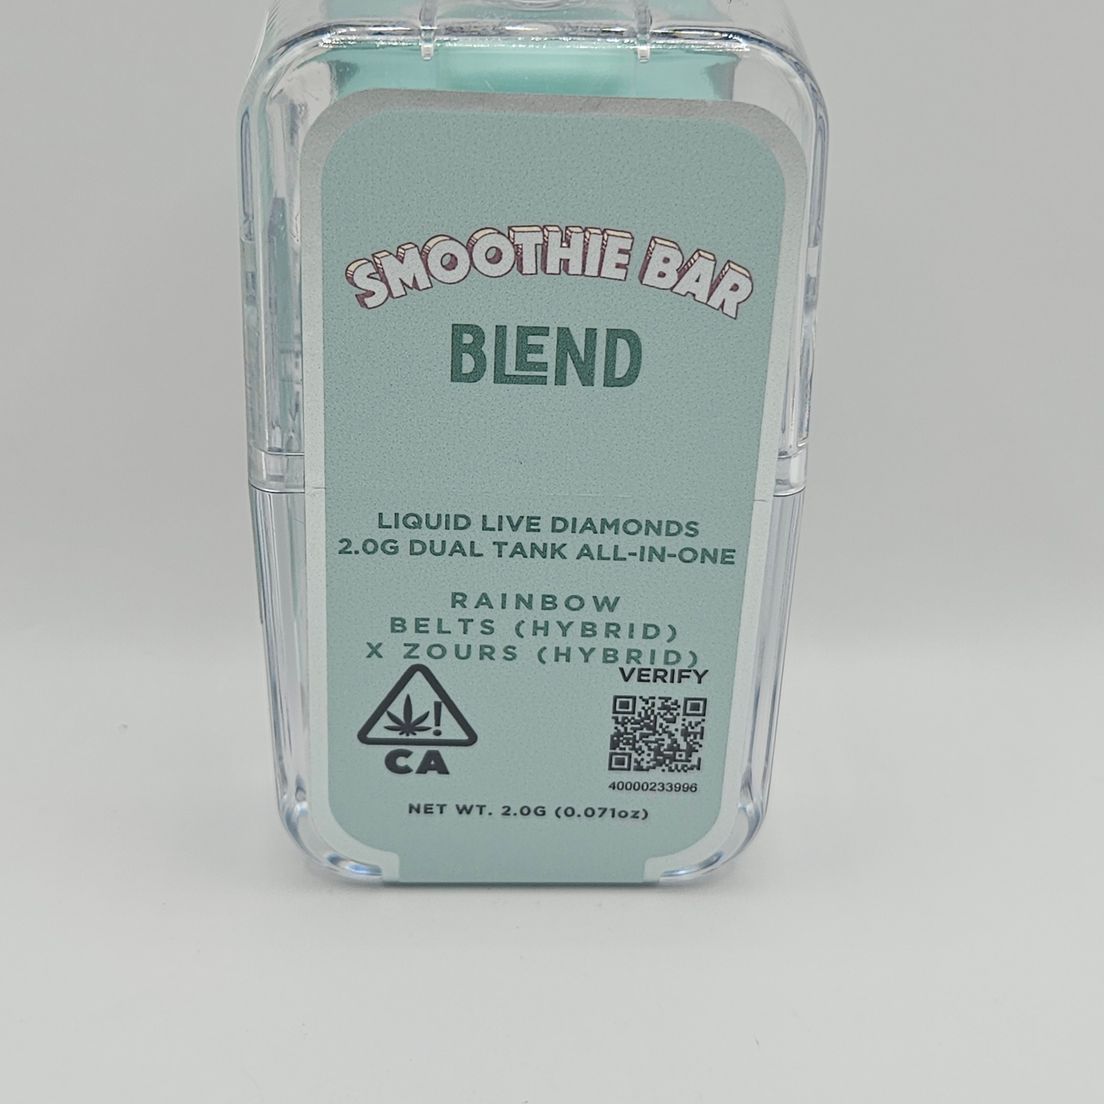 SMOOTHIE BAR
BLEND
LIQUID LIVE DIAMONDS
2.0G DUAL TANK ALL-IN-ONE
RAINBOW
BELTS (HYBRID)
X ZOURS (HYBRID)
VERIFY
CA
40000233996
NET WT. 2.0G (0.071oz)